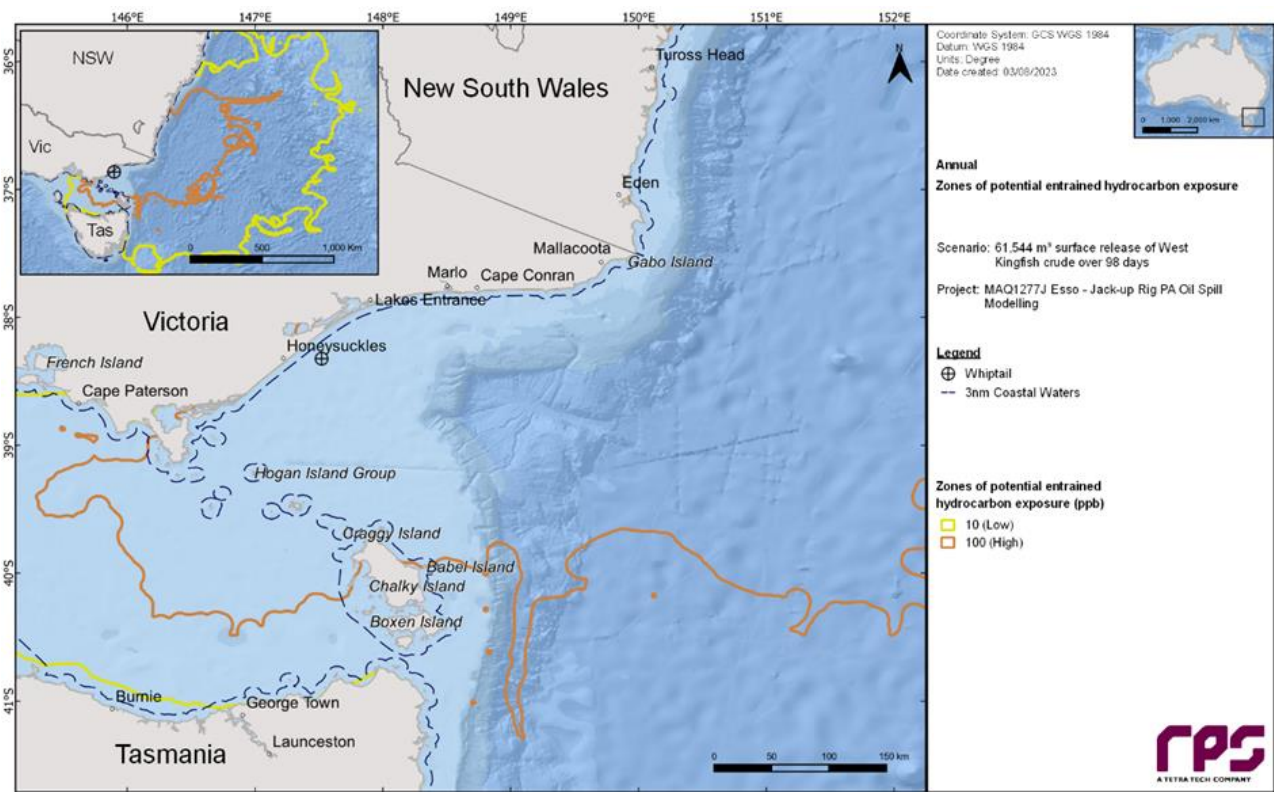 146°E 147°E 148°E 149°E 150°E 151°E 152°E
36°S
37°S
38°S
39°S
40°S
41°S
NSW
Vic
Tas
0 500 1,000 Km
New South Wales
N
Tuross Head
Eden
Mallacoota
Gabo Island
Marlo
Cape Conran
Lakes Entrance
Victoria
Honeysuckles
French Island
Cape Paterson
Hogan Island Group
Craggy Island
Babel Island
Chalky Island
Boxen Island
Burnie
George Town
Launceston
Tasmania
0 50 100 150 km
Coordinate System: GCS WGS 1984
Datum: WGS 1984
Units: Degree
Date created: 03/08/2023
0 1,000 2,000 km
Annual
Zones of potential entrained hydrocarbon exposure
Scenario: 61,544 m³ surface release of West
Kingfish crude over 98 days
Project: MAQ1277J Esso - Jack-up Rig PA Oil Spill
Modelling
Legend
Whiptail
3nm Coastal Waters
Zones of potential entrained
hydrocarbon exposure (ppb)
10 (Low)
100 (High)
rps
A TETRA TECH COMPANY